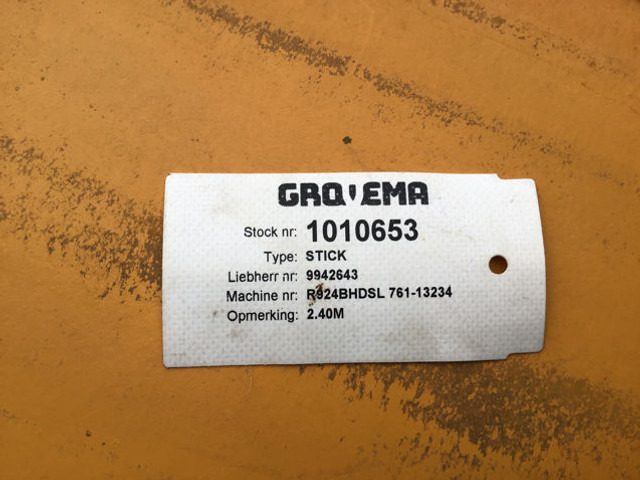 GROVEMA
Stock nr: 1010653
Type: STICK
Liebherr nr: 9942643
Machine nr: R924BHDSL 761-13234
Opmerking: 2.40M